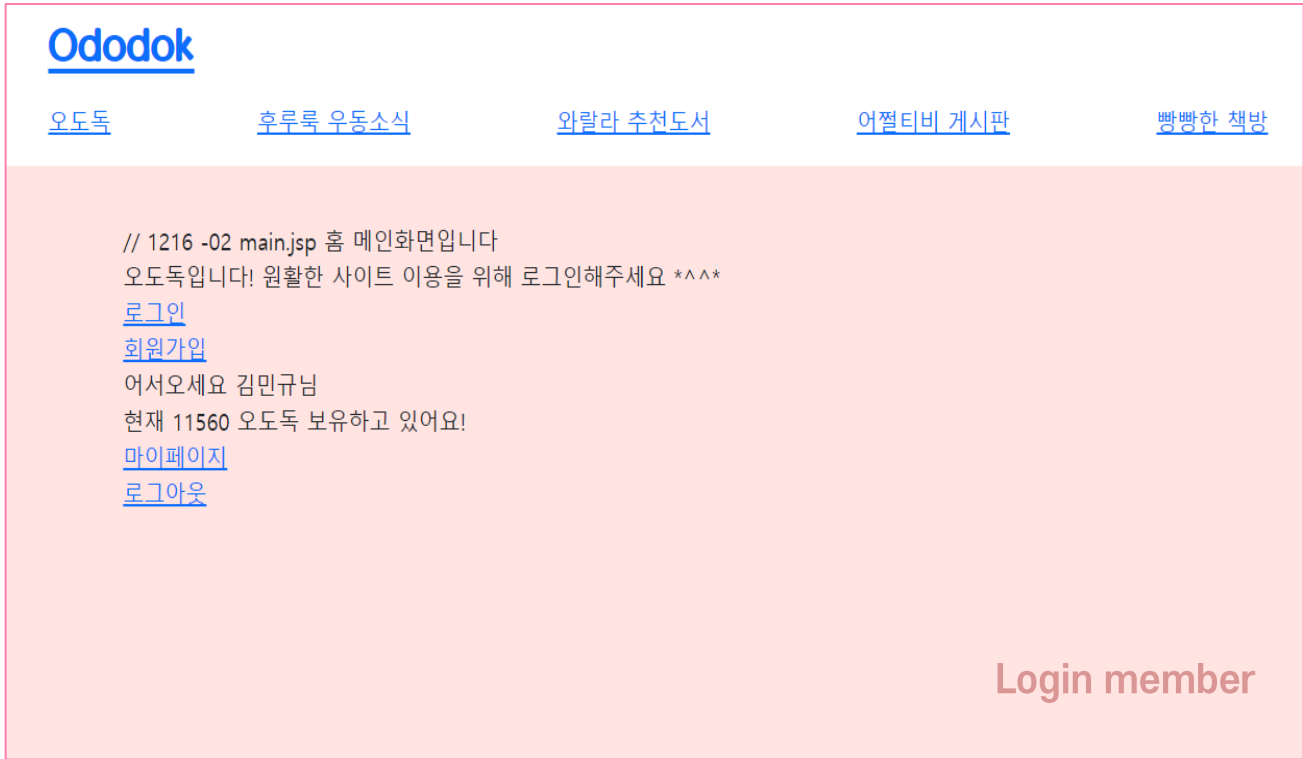 Ododok
오도독 후루룩 우동소식 와랄라 추천도서 어쩔티비 게시판 빵빵한 책방
// 1216 -02 main.jsp 홈 메인화면입니다
오도독입니다! 원활한 사이트 이용을 위해 로그인해주세요 *^^*
로그인
회원가입
어서오세요 김민규님
현재 11560 오도독 보유하고 있어요!
마이페이지
로그아웃
Login member